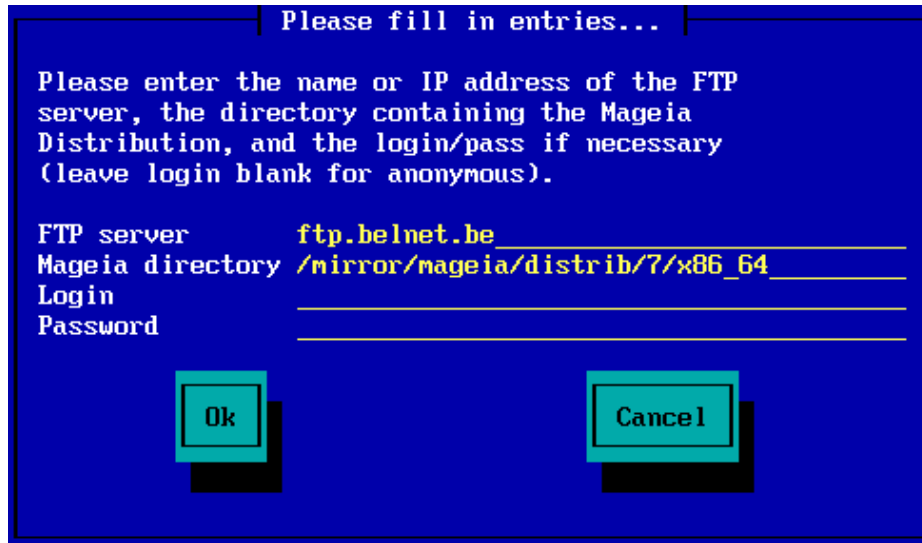 Please fill in entries...
Please enter the name or IP address of the FTP
server, the directory containing the Mageia
Distribution, and the login/pass if necessary
(leave login blank for anonymous).
FTP server ftp.belnet.be
Mageia directory /mirror/mageia/distrib/7/x86_64
Login
Password
Ok Cancel